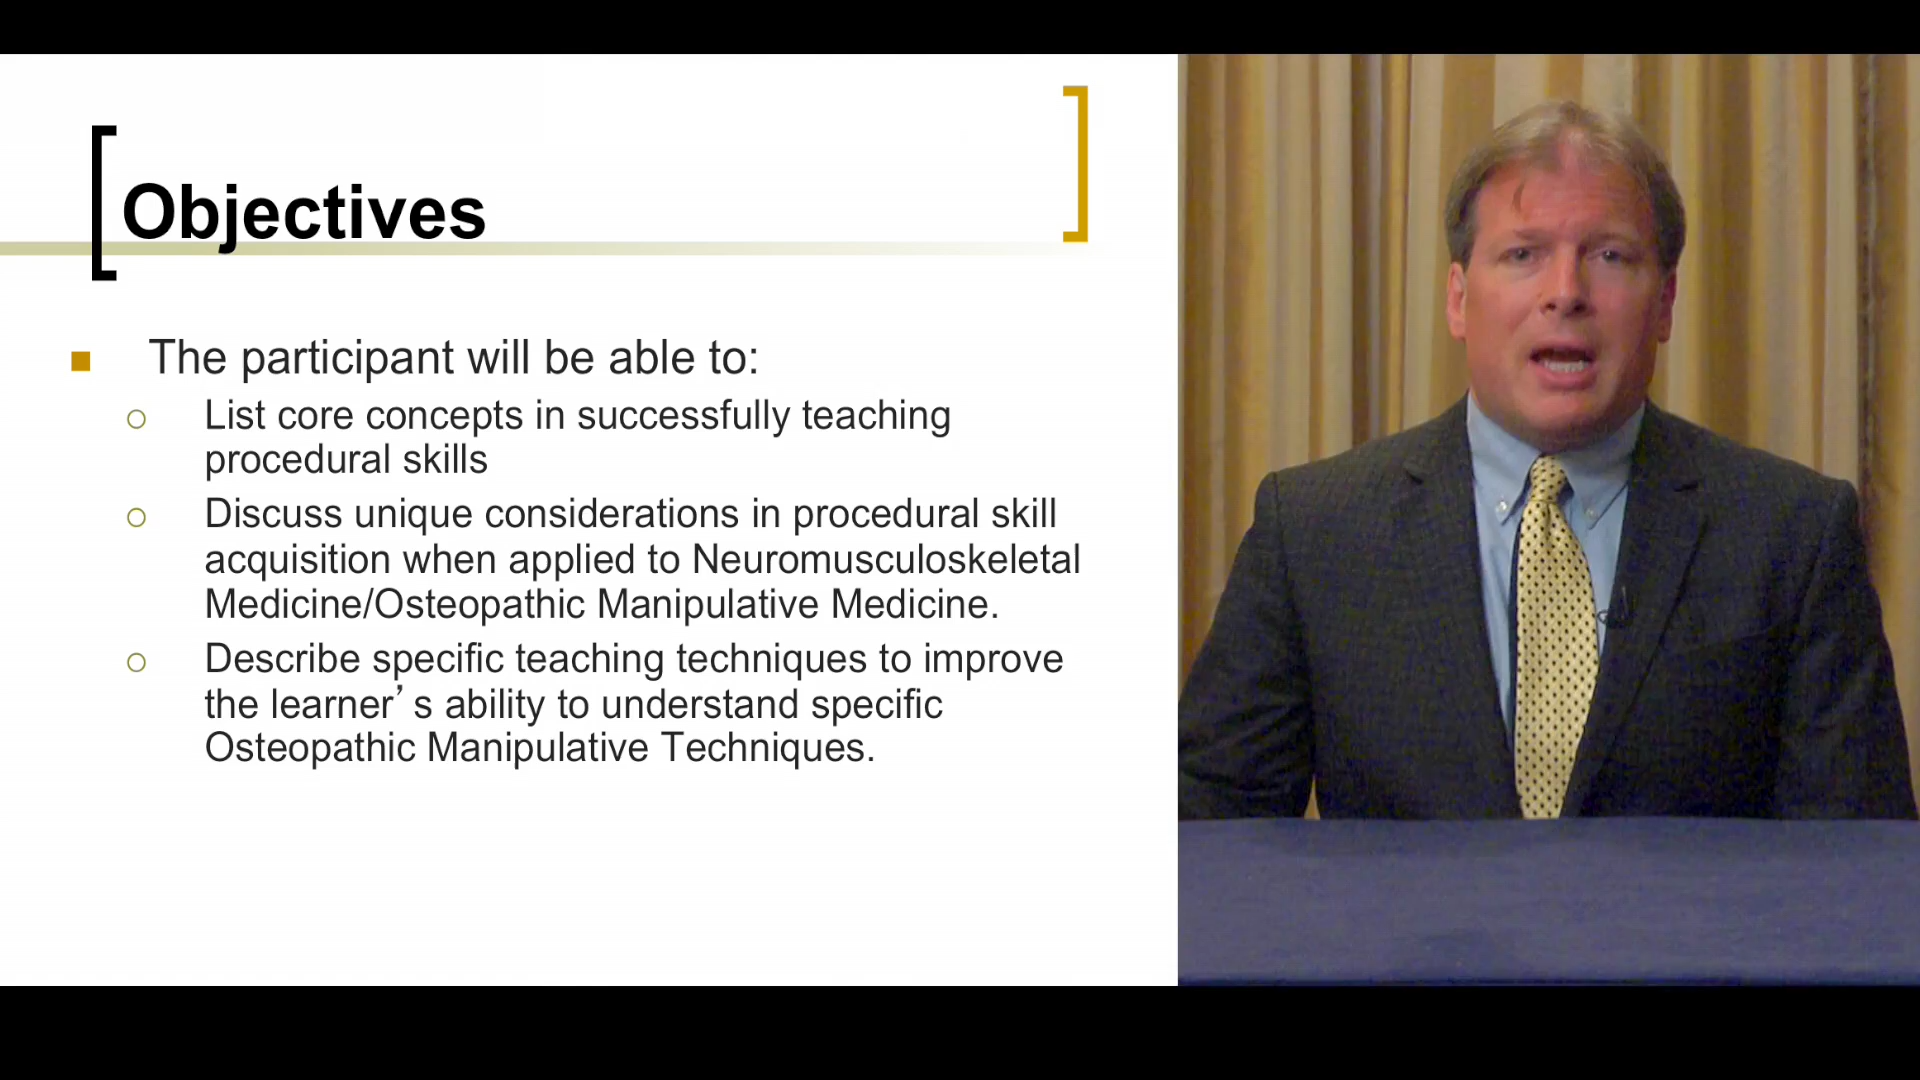 Objectives
The participant will be able to:
List core concepts in successfully teaching
procedural skills
Discuss unique considerations in procedural skill
acquisition when applied to Neuromusculoskeletal
Medicine/Osteopathic Manipulative Medicine.
Describe specific teaching techniques to improve
the learner’s ability to understand specific
Osteopathic Manipulative Techniques.